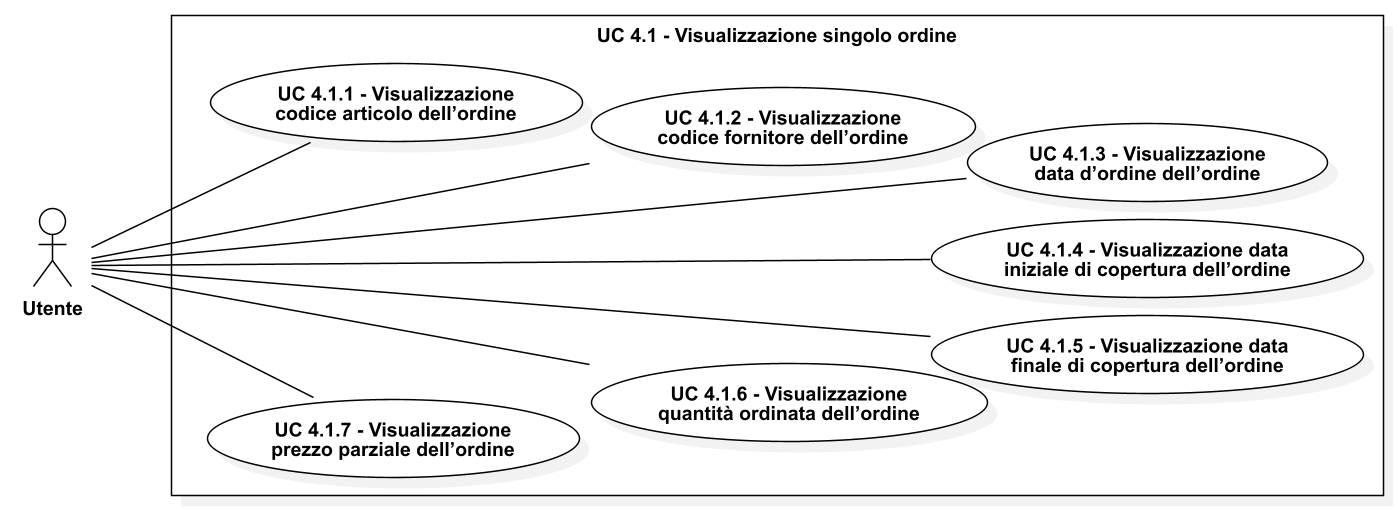 UC 4.1 - Visualizzazione singolo ordine
UC 4.1.1 - Visualizzazione
codice articolo dell’ordine
UC 4.1.2 - Visualizzazione
codice fornitore dell’ordine
UC 4.1.3 - Visualizzazione
data d’ordine dell’ordine
UC 4.1.4 - Visualizzazione data
iniziale di copertura dell’ordine
Utente
UC 4.1.5 - Visualizzazione data
finale di copertura dell’ordine
UC 4.1.6 - Visualizzazione
quantità ordinata dell’ordine
UC 4.1.7 - Visualizzazione
prezzo parziale dell’ordine